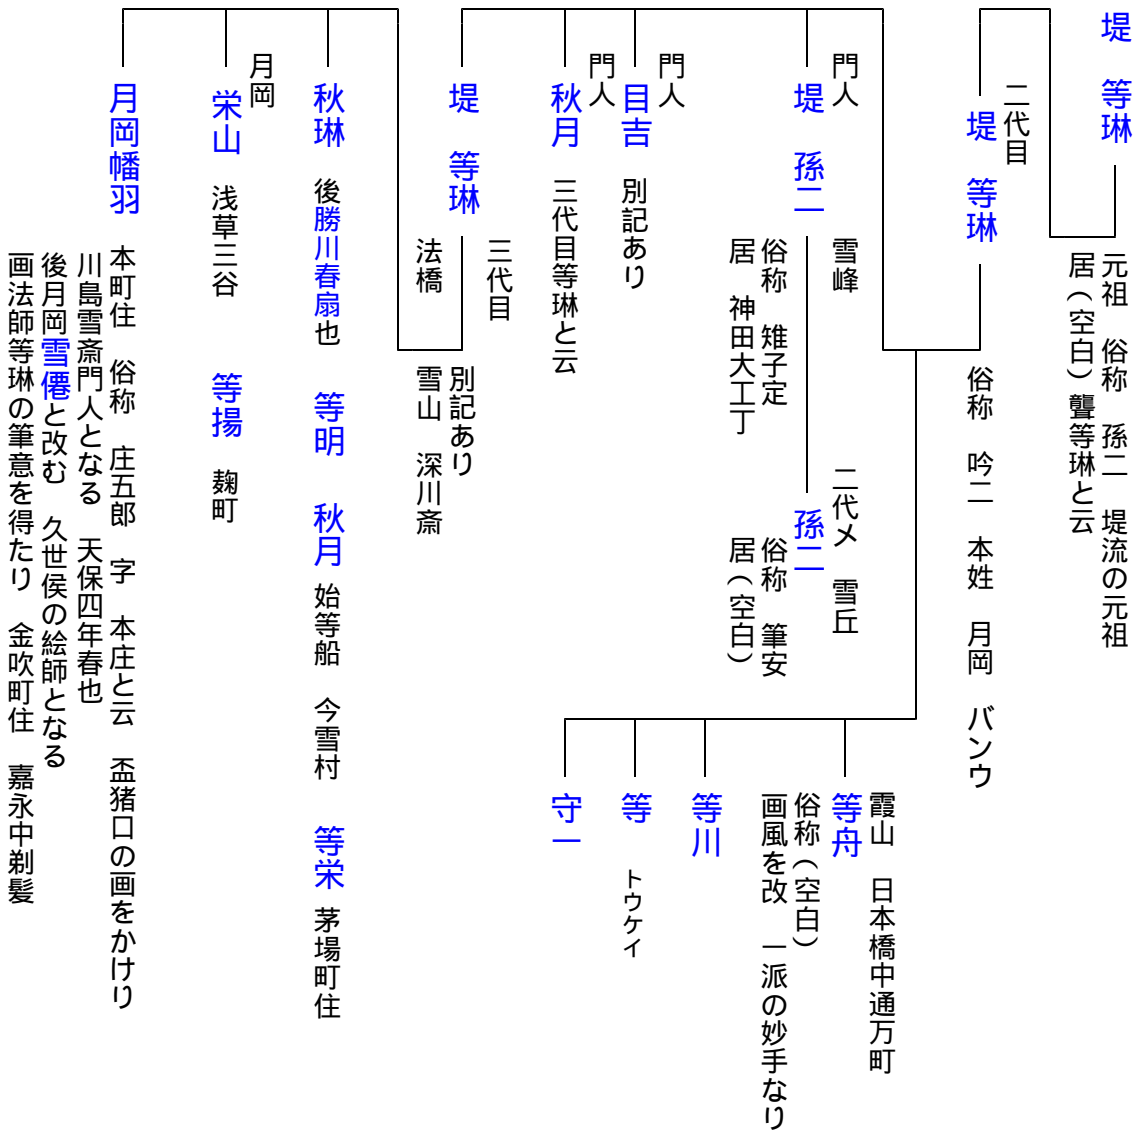 堤　等琳
元祖　俗称　孫二　堤流の元祖
居(空白)聾等琳と云
二代目
堤　等琳
俗称　吟二　本姓　月岡　バンウ
門人
堤　孫二
雪峰
俗称　雉子定
居　神田大工丁
二代メ　雪丘
孫二
俗称　筆安
居(空白)
門人
目吉　別記あり
門人
秋月　三代目等琳と云
堤　等琳
三代目
法橋
別記あり
雪山　深川斎
霞山　日本橋中通万町
等舟
俗称(空白)
画風を改　一派の妙手なり
等川
等　トウケイ
守一
秋琳　後勝川春扇也　等明　秋月　始等船　今雪村　等栄　茅場町住
月岡
栄山　浅草三谷　等揚　麹町
月岡幡羽　本町住　俗称　庄五郎　字　本庄と云　盃猪口の画をかけり
川島雪斎門人となる　天保四年春也
後月岡雪僊と改む　久世侯の絵師となる
画法師等琳の筆意を得たり　金吹町住　嘉永中剃髪